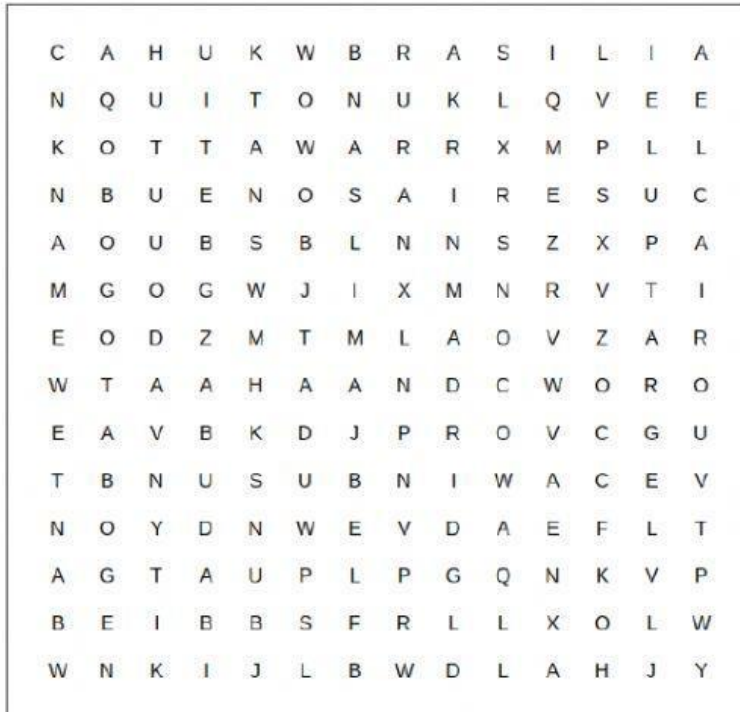 C A H U K W B R A S I L I A
N Q U I T O N U K L Q V E E
K O T T A W A R R X M P L L
N B U E N O S A I R E S U C
A O U B S B L N N S Z X P A
M G O G W J I X M N R V T I
E O D Z M T M L A O V Z A R
W T A A H A A N D C W O R O
E A V B K D J P R O V C G U
T B N U S U B N I W A C E V
N O Y D N W E V D A E F L T
A G T A U P L P G Q N K V P
B E I B B S F R L L X O L W
W N K I J L B W D L A H J Y